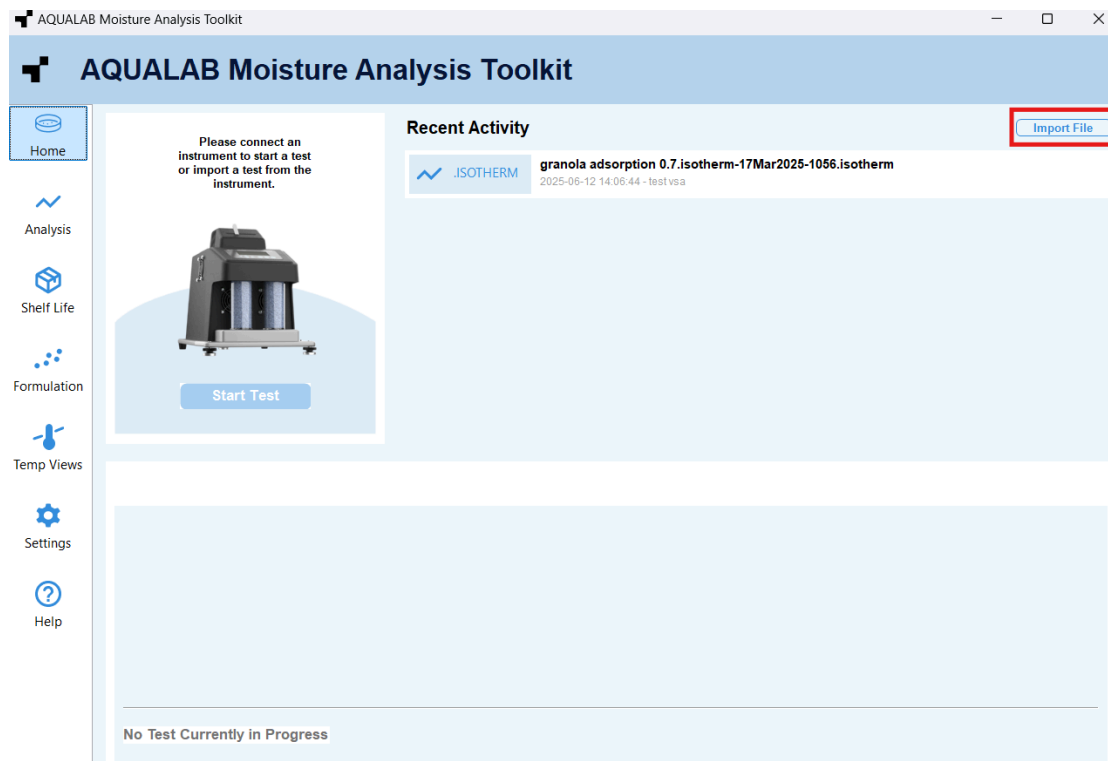 AQUALAB Moisture Analysis Toolkit
AQUALAB Moisture Analysis Toolkit
Home
Analysis
Shelf Life
Formulation
Temp Views
Settings
Help
Please connect an
instrument to start a test
or import a test from the
instrument.
Start Test
Recent Activity
Import File
.ISOTHERM
granola adsorption 0.7.isotherm-17Mar2025-1056.isotherm
2025-06-12 14:06:44 - test vsa
No Test Currently in Progress